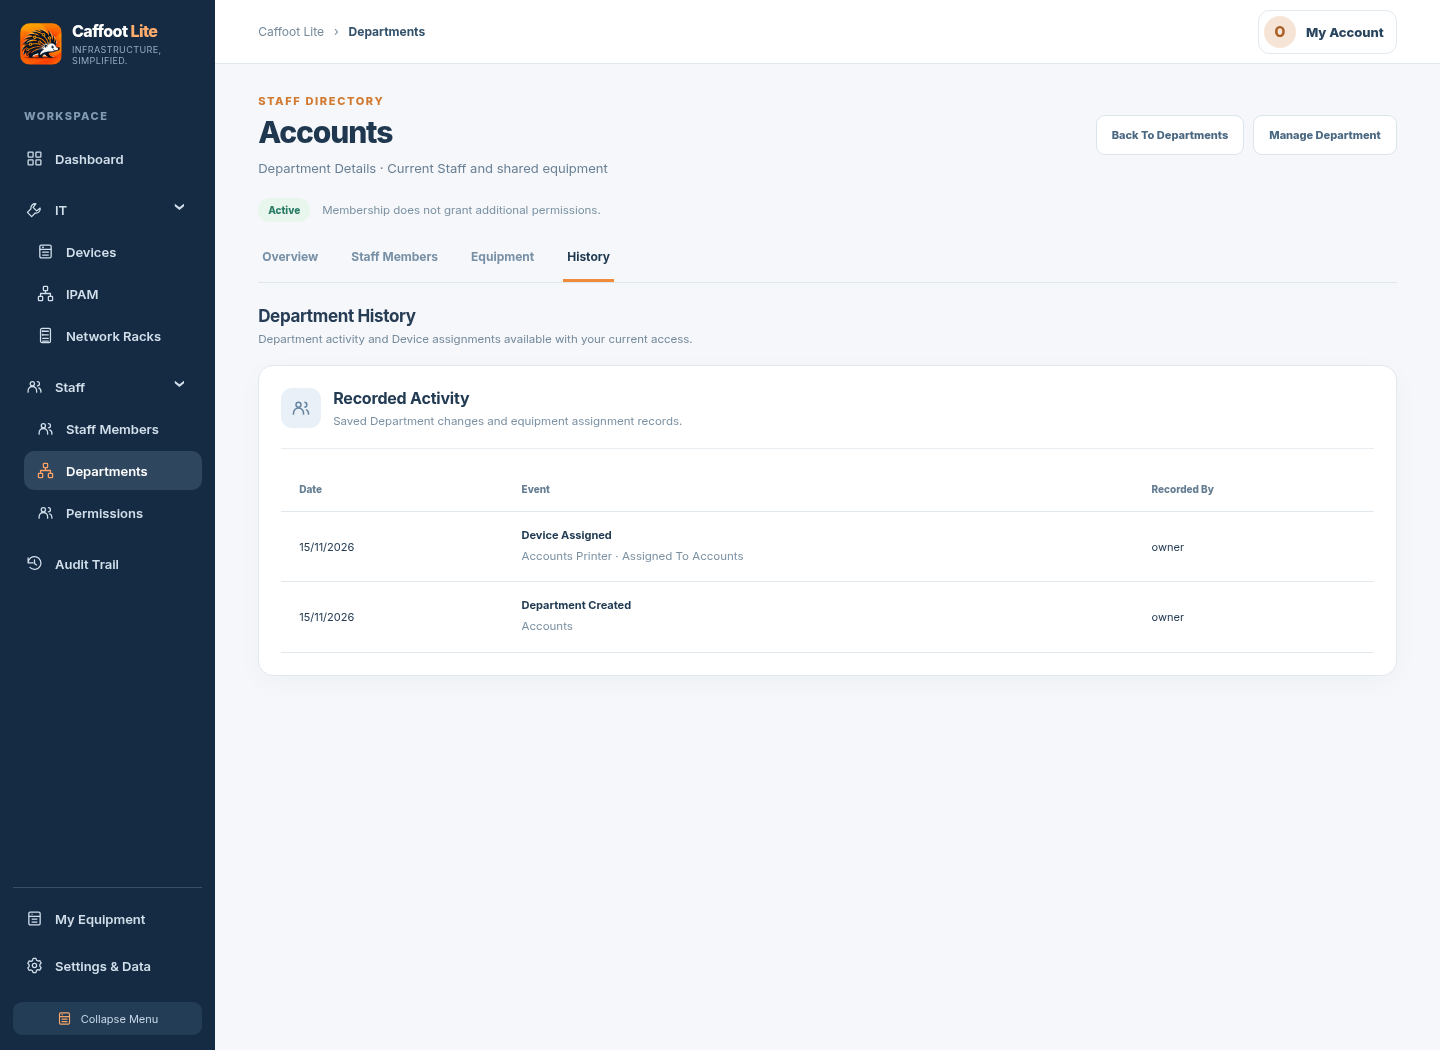 Caffoot Lite
INFRASTRUCTURE,
SIMPLIFIED.
WORKSPACE
Dashboard
IT
Devices
IPAM
Network Racks
Staff
Staff Members
Departments
Permissions
Audit Trail
My Equipment
Settings & Data
Collapse Menu
Caffoot Lite › Departments
O My Account
STAFF DIRECTORY
Accounts
Department Details · Current Staff and shared equipment
Back To Departments Manage Department
Active Membership does not grant additional permissions.
Overview Staff Members Equipment History
Department History
Department activity and Device assignments available with your current access.
Recorded Activity
Saved Department changes and equipment assignment records.
Date Event Recorded By
15/11/2026 Device Assigned owner
Accounts Printer · Assigned To Accounts
15/11/2026 Department Created owner
Accounts